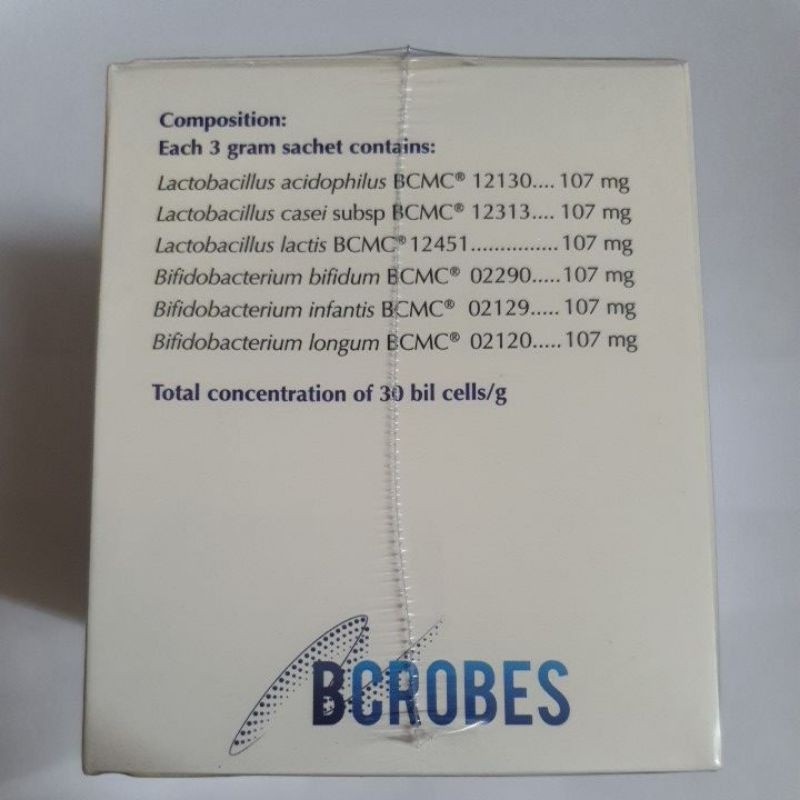 Composition:
Each 3 gram sachet contains:
Lactobacillus acidophilus BCMC® 12130.... 107 mg
Lactobacillus casei subsp BCMC® 12313.... 107 mg
Lactobacillus lactis BCMC® 12451............... 107 mg
Bifidobacterium bifidum BCMC® 02290..... 107 mg
Bifidobacterium infantis BCMC® 02129..... 107 mg
Bifidobacterium longum BCMC® 02120..... 107 mg
Total concentration of 30 bil cells/g
BCROBES